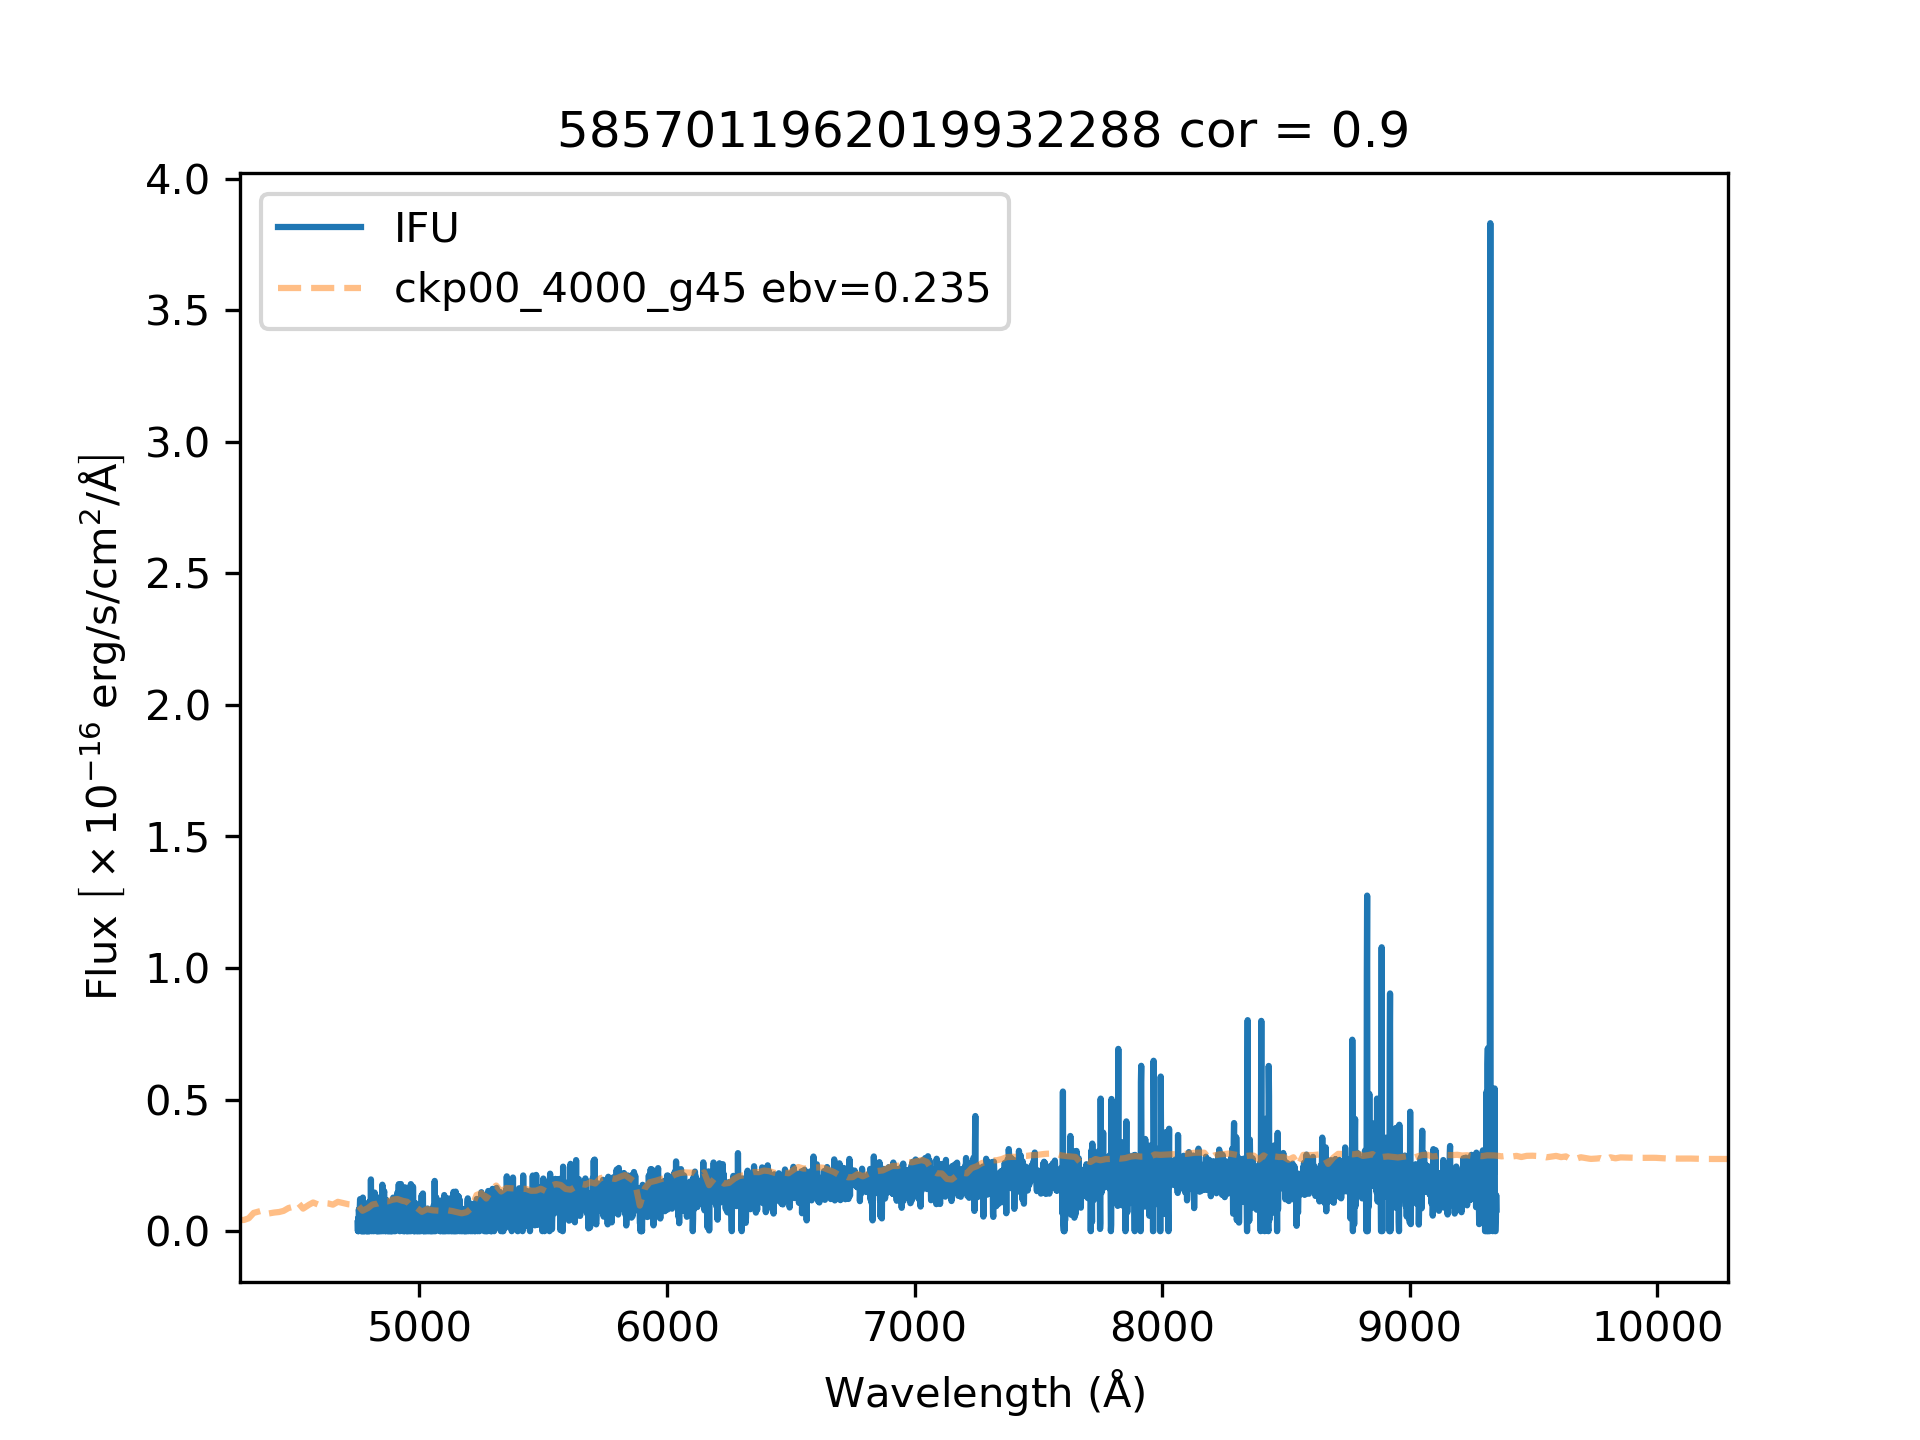 5857011962019932288 cor = 0.9
IFU
ckp00_4000_g45 ebv=0.235
4.0
3.5
3.0
2.5
2.0
1.5
1.0
0.5
0.0
Flux [×10⁻¹⁶ erg/s/cm²/Å]
5000 6000 7000 8000 9000 10000
Wavelength (Å)